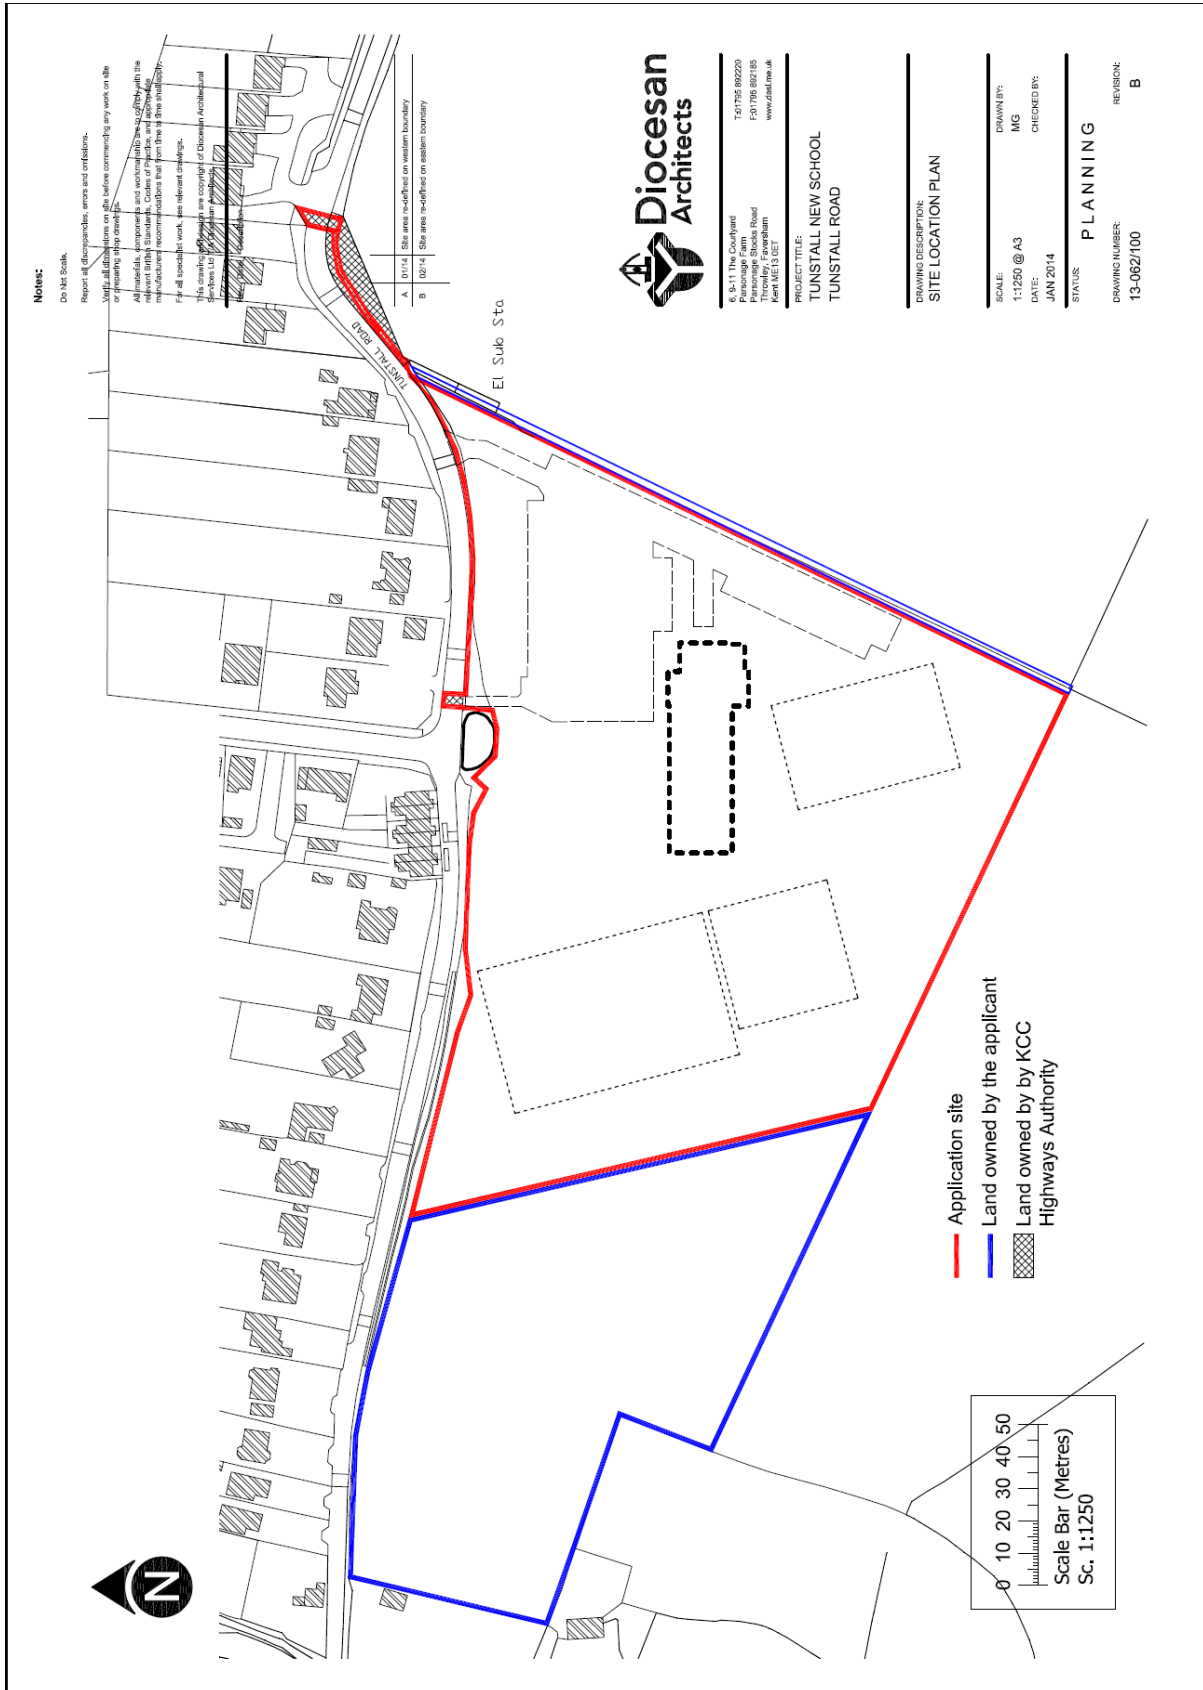 Notes:
Do Not Scale.
Report all discrepancies, errors and omissions.
Verify all dimensions on site before commencing any work on site
or preparing shop drawings.
All materials, components and workmanship are to comply with the
relevant British Standards, Codes of Practice, and appropriate
manufacturers recommendations that from time to time shall apply.
For all specialist work, see relevant drawings.
This drawing and design are copyright of Diocesan Architectural
Services Ltd T/A Diocesan Architects
A 01/14 Site area re-defined on western boundary
B 02/14 Site area re-defined on eastern boundary
Diocesan
Architects
6, 9-11 The Courtyard
Parsonage Farm
Parsonage Stocks Road
Throwley, Faversham
Kent ME13 0ET
T:01795 892220
F:01795 892185
www.dasl.me.uk
PROJECT TITLE:
TUNSTALL NEW SCHOOL
TUNSTALL ROAD
DRAWING DESCRIPTION:
SITE LOCATION PLAN
SCALE:
1:1250 @ A3
DRAWN BY:
MG
DATE:
JAN 2014
CHECKED BY:
STATUS:
PLANNING
DRAWING NUMBER:
13-062/100
REVISION:
B
TUNSTALL ROAD
El Sub Sta
Application site
Land owned by the applicant
Land owned by by KCC
Highways Authority
N
0 10 20 30 40 50
Scale Bar (Metres)
Sc. 1:1250